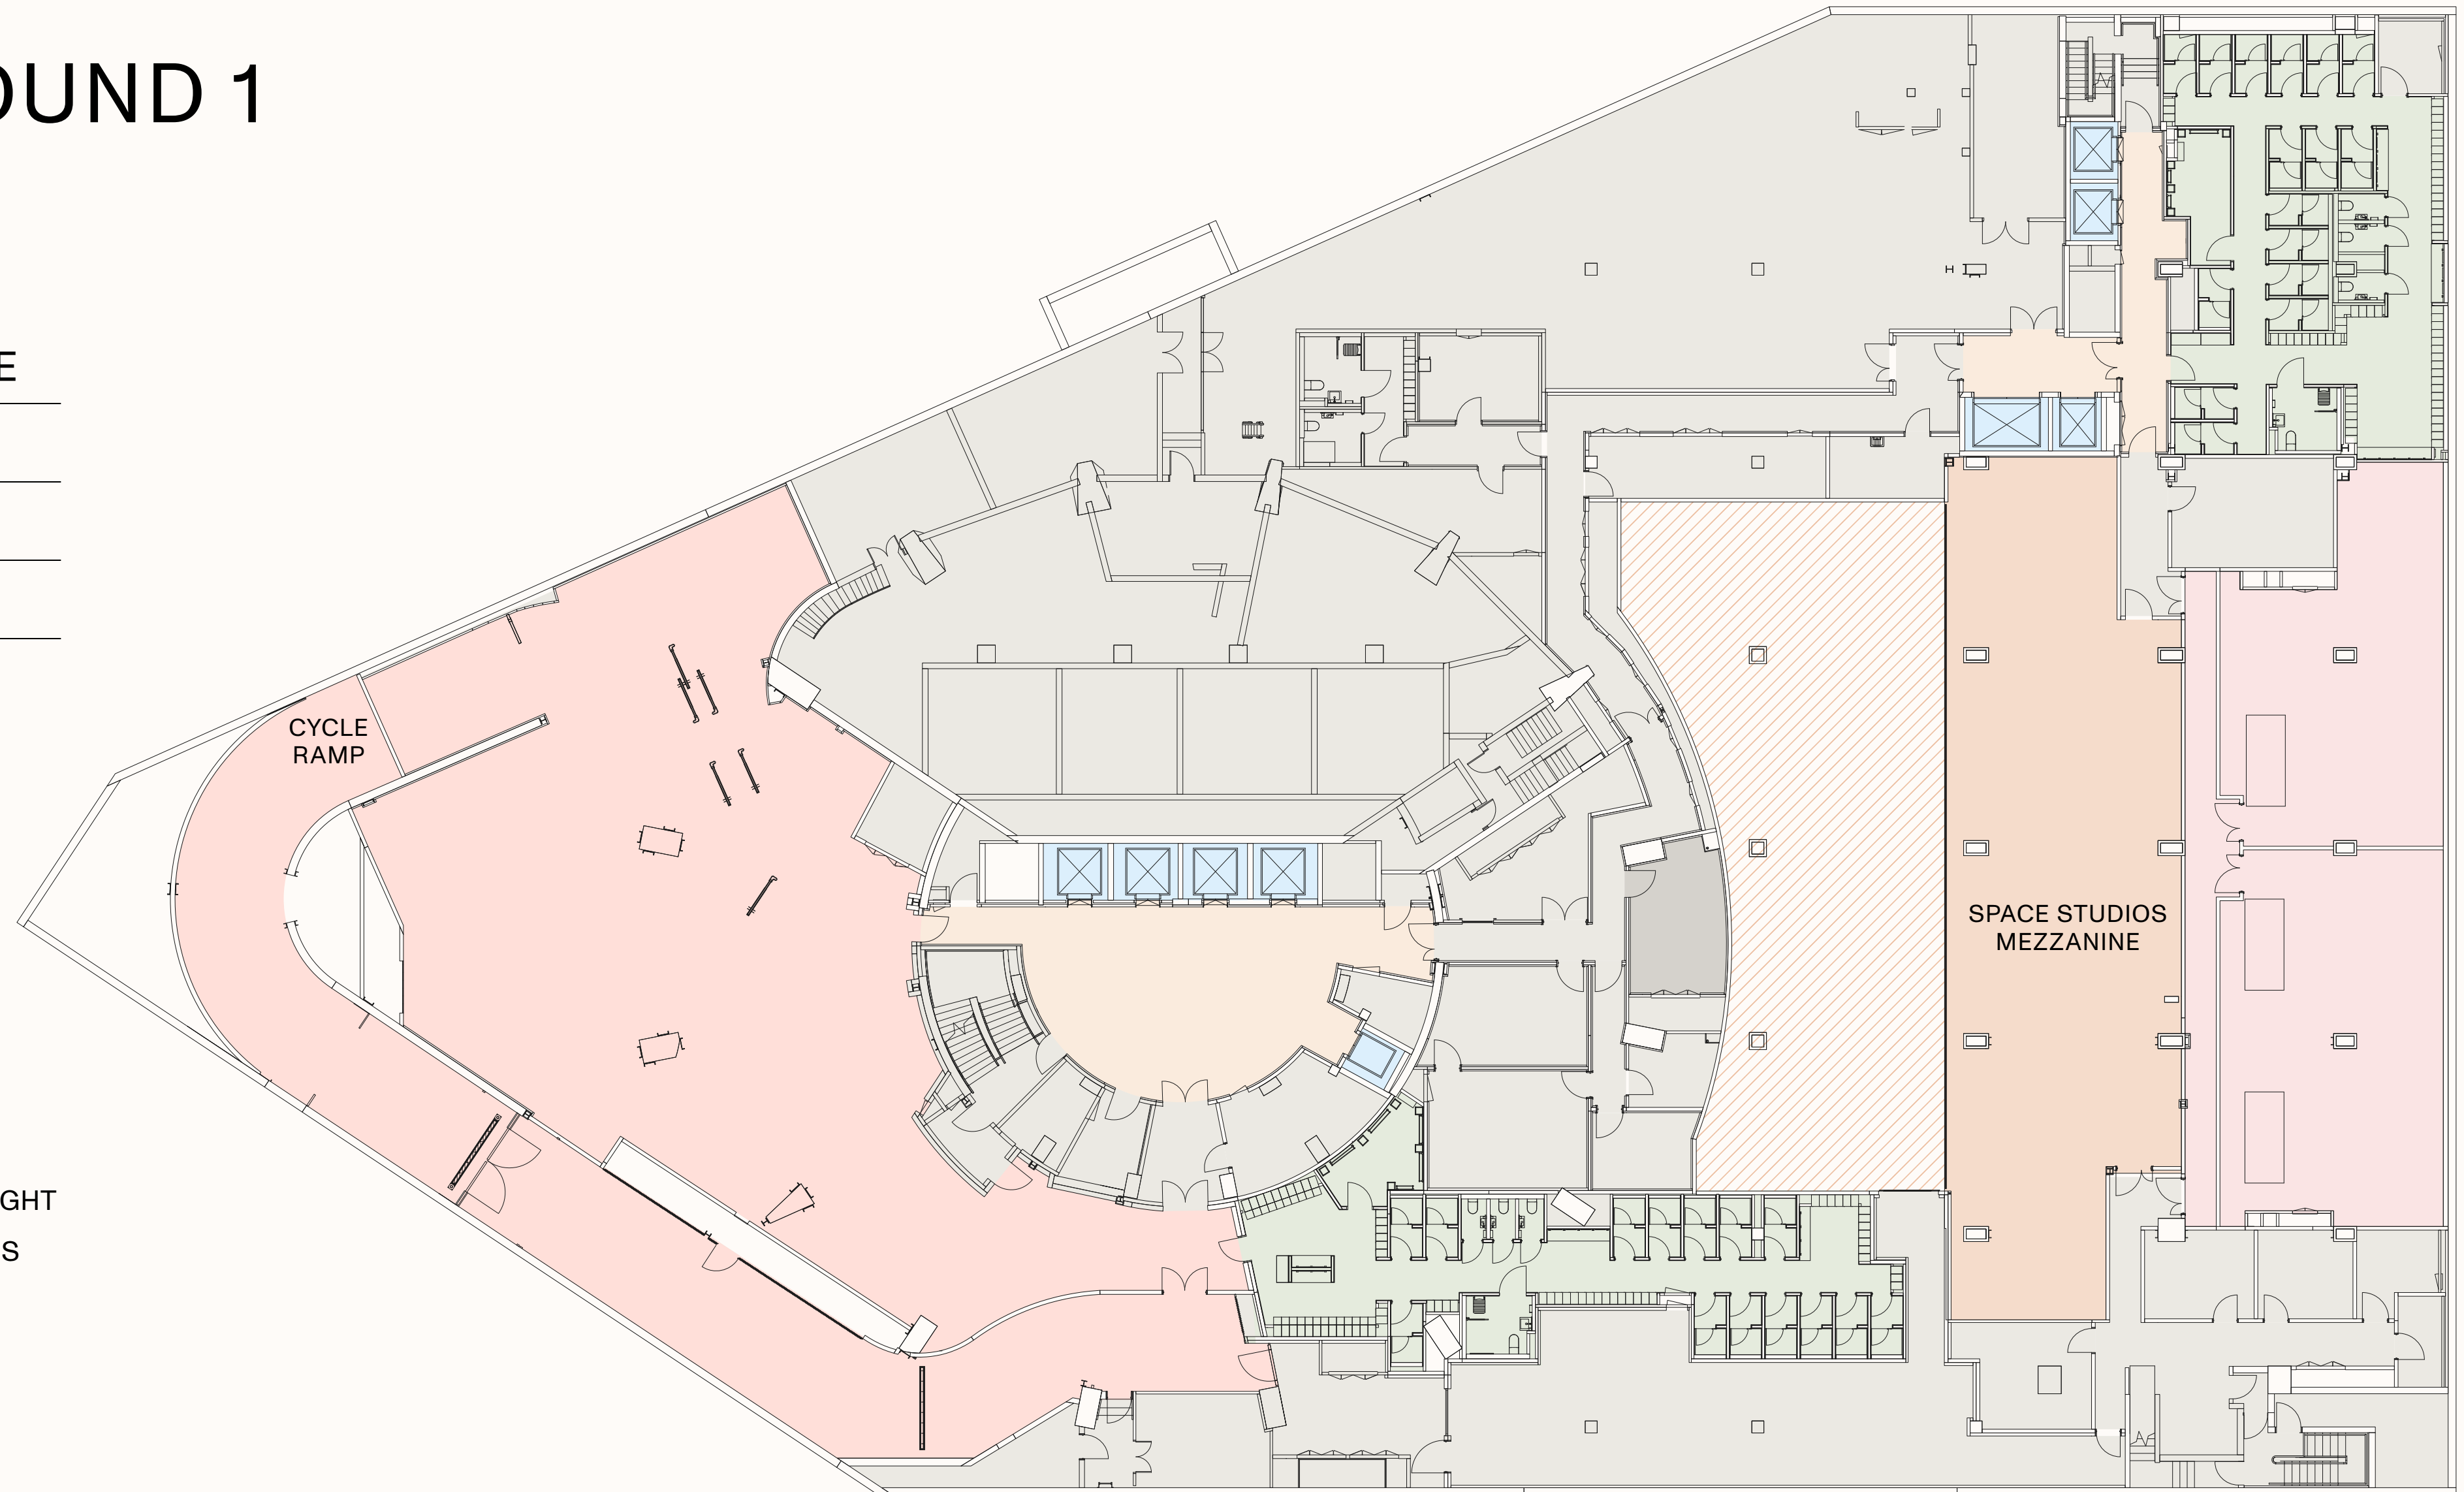 OUND 1
E
CYCLE
RAMP
SPACE STUDIOS
MEZZANINE
GHT
S